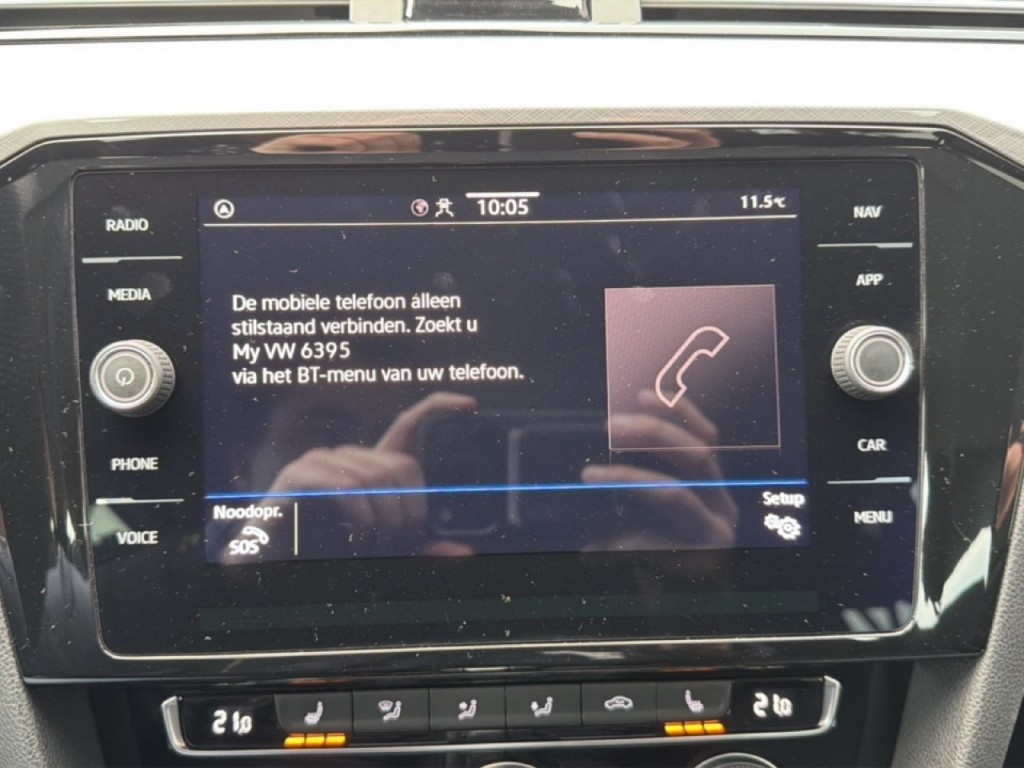 10:05
11.5°C
RADIO
MEDIA
PHONE
VOICE
De mobiele telefoon alleen
stilstaand verbinden. Zoekt u
My VW 6395
via het BT-menu van uw telefoon.
Noodopr.
SOS
Setup
NAV
APP
CAR
MENU
21,0
21,0